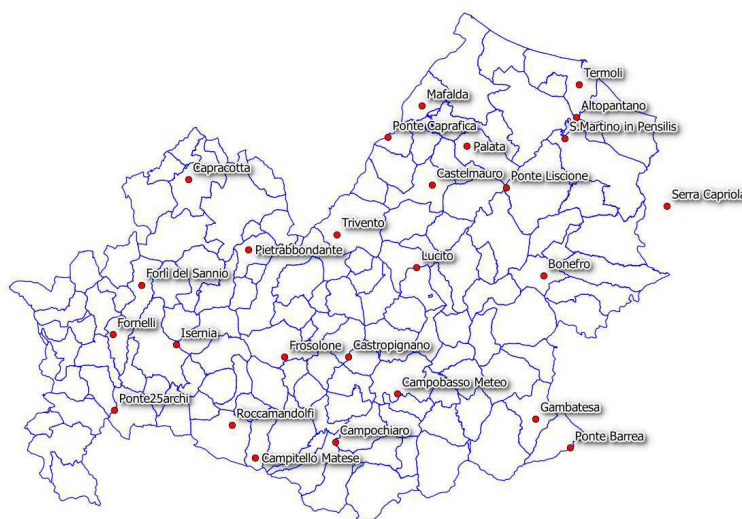 Termoli
Mafalda
Altopantano
Ponte Caprafica
S.Martino in Pensilis
Palata
Capracotta
Castelmauro
Ponte Liscione
Serra Capriola
Trivento
Pietrabbondante
Lucito
Bonefro
Forlì del Sannio
Fornelli
Isernia
Frosolone
Castropignano
Campobasso Meteo
Ponte25archi
Gambatesa
Roccamandolfi
Campochiaro
Ponte Barrea
Campitello Matese